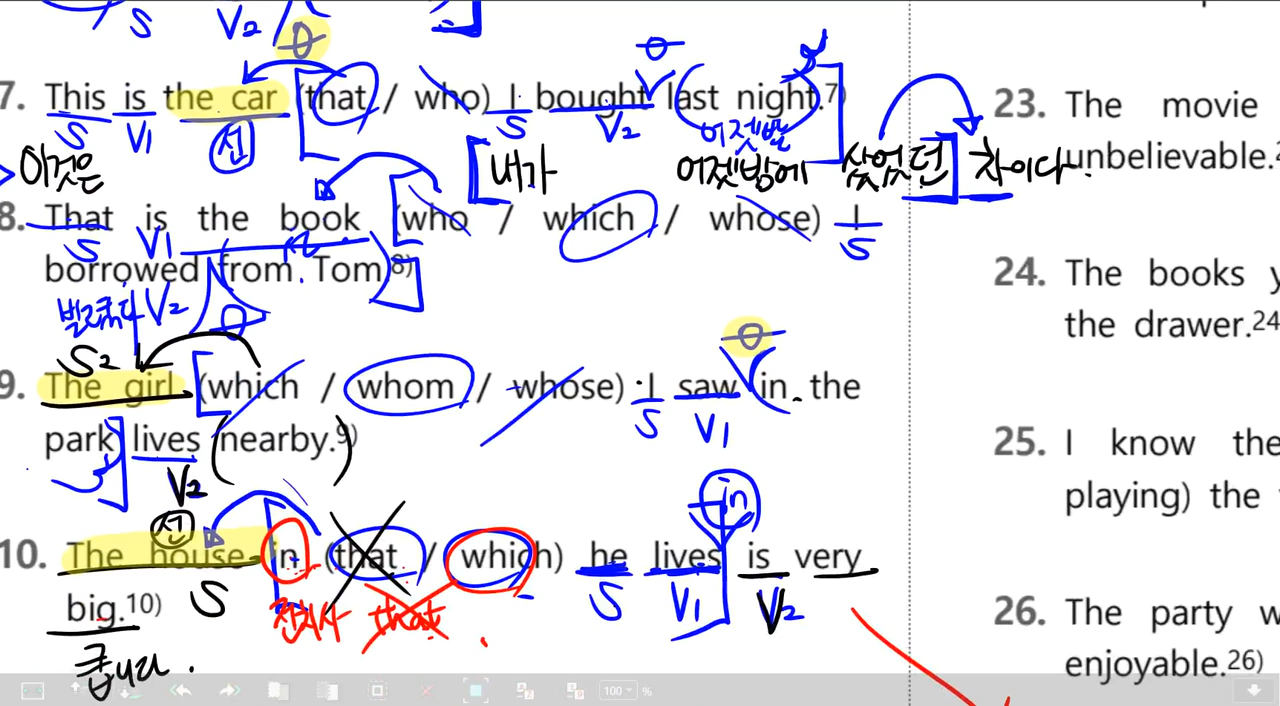 S V2
7. This is the car (that / who) I bought last night.7)
S V1 선 S V2 어젯밤
이것은 내가 어젯밤에 샀었던 차이다.
8. That is the book (who / which / whose) I
S V1 S
borrowed from Tom.8)
빌렸다 V2
S2
9. The girl (which / whom / whose) I saw in the
S V1
park lives nearby.9)
V2
선 in
10. The house in (that / which) he lives is very
S 전치사 that S V1 V2
big.10)
큽니다.
23. The movie
unbelievable.2
24. The books y
the drawer.24
25. I know the
playing) the
26. The party w
enjoyable.26)
100 %